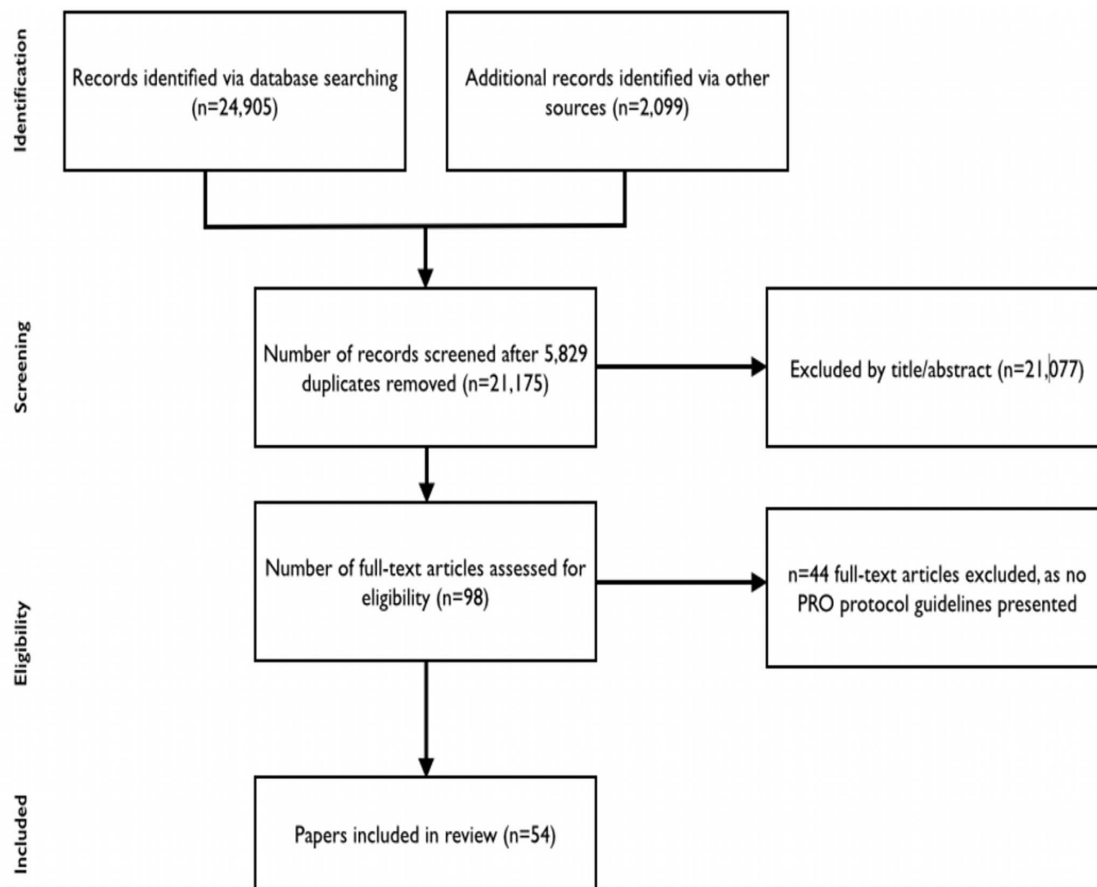 Identification
Records identified via database searching
(n=24,905)
Additional records identified via other
sources (n=2,099)
Screening
Number of records screened after 5,829
duplicates removed (n=21,175)
Excluded by title/abstract (n=21,077)
Eligibility
Number of full-text articles assessed for
eligibility (n=98)
n=44 full-text articles excluded, as no
PRO protocol guidelines presented
Included
Papers included in review (n=54)